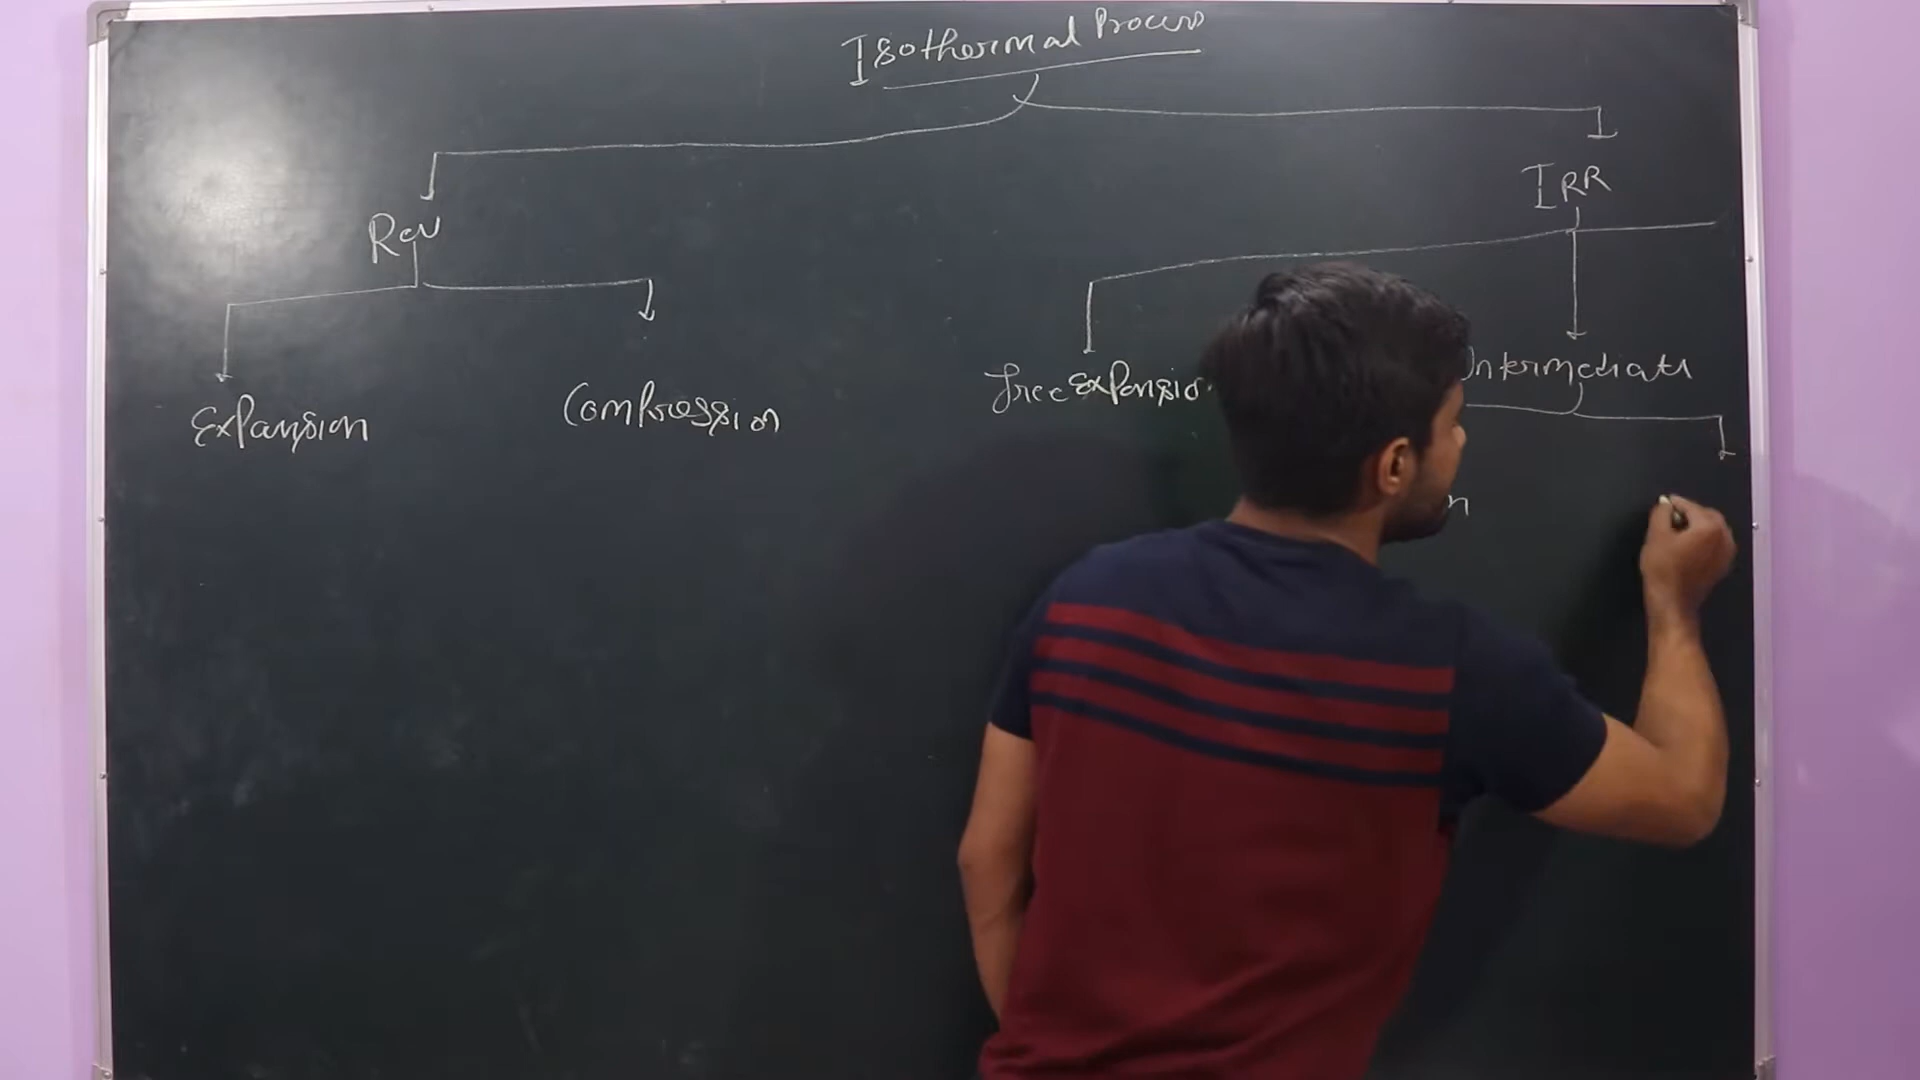 Isothermal Process
IRR
Rev
Intermediate
free expansion
Expansion
Compression
n